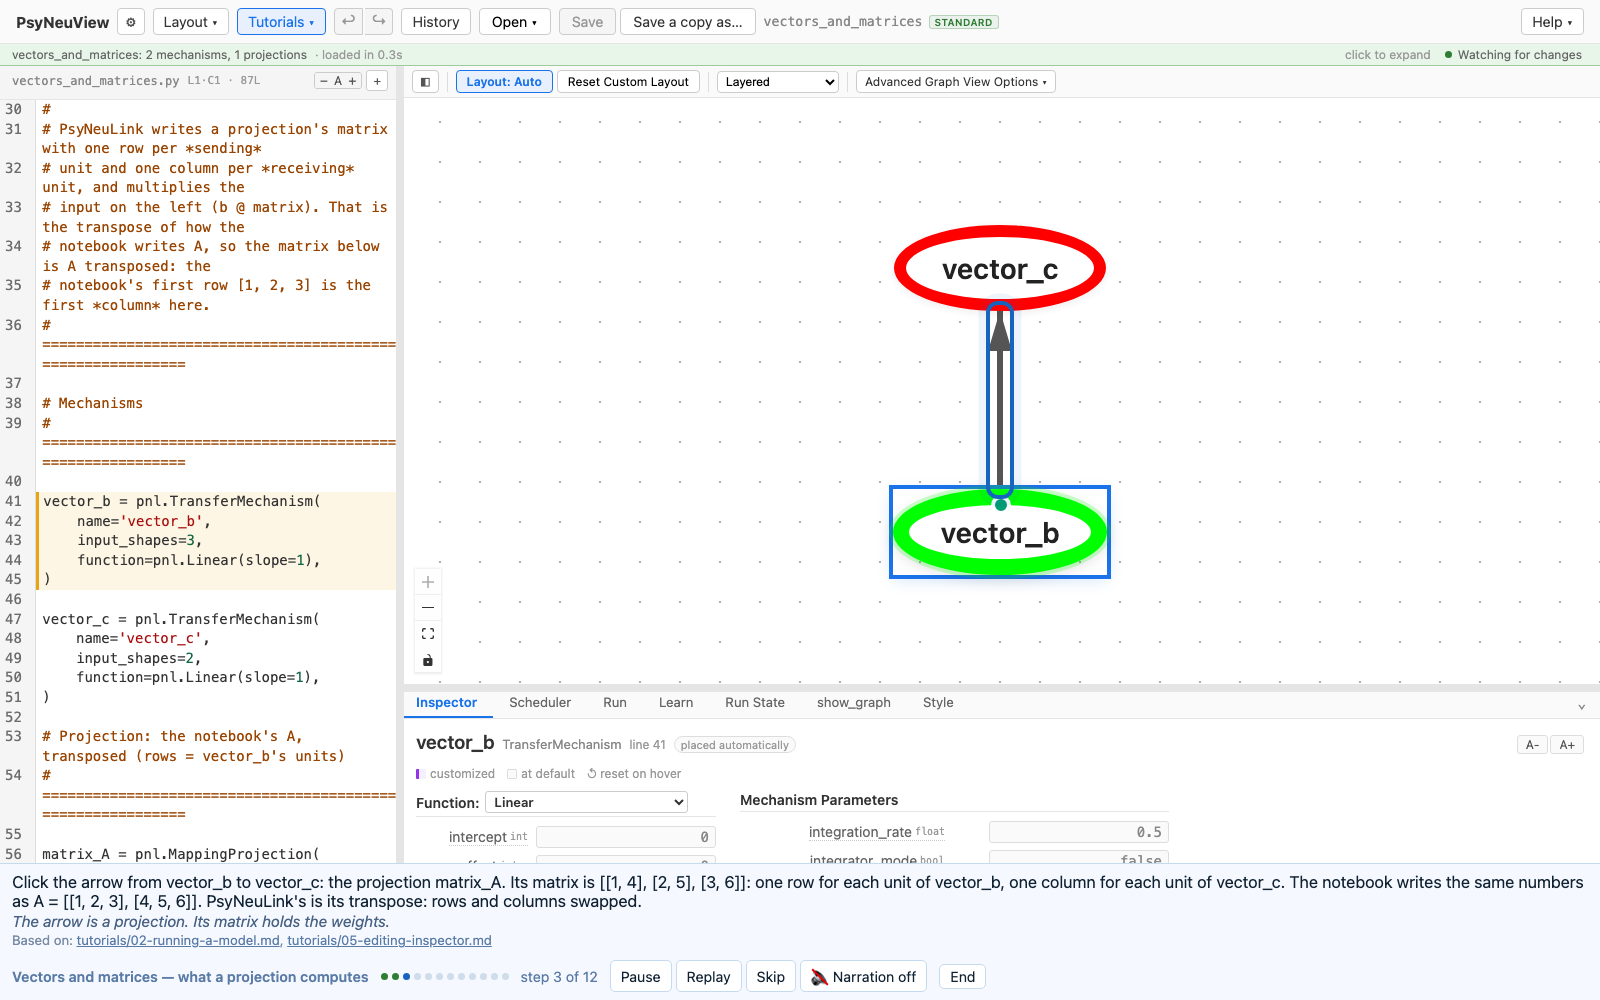 PsyNeuView ⚙ Layout ▾ Tutorials ▾ ↩ ↪ History Open ▾ Save Save a copy as... vectors_and_matrices STANDARD Help ▾
vectors_and_matrices: 2 mechanisms, 1 projections · loaded in 0.3s click to expand ● Watching for changes
vectors_and_matrices.py L1:C1 · 87L − A + +
Layout: Auto Reset Custom Layout Layered Advanced Graph View Options ▾
30 #
31 # PsyNeuLink writes a projection's matrix
with one row per *sending*
32 # unit and one column per *receiving*
unit, and multiplies the
33 # input on the left (b @ matrix). That is
the transpose of how the
34 # notebook writes A, so the matrix below
is A transposed: the
35 # notebook's first row [1, 2, 3] is the
first *column* here.
36 #
==========================================
=================
37
38 # Mechanisms
39 #
==========================================
=================
40
41 vector_b = pnl.TransferMechanism(
42     name='vector_b',
43     input_shapes=3,
44     function=pnl.Linear(slope=1),
45 )
46
47 vector_c = pnl.TransferMechanism(
48     name='vector_c',
49     input_shapes=2,
50     function=pnl.Linear(slope=1),
51 )
52
53 # Projection: the notebook's A,
transposed (rows = vector_b's units)
54 #
==========================================
=================
55
56 matrix_A = pnl.MappingProjection(
vector_c
vector_b
Inspector Scheduler Run Learn Run State show_graph Style
vector_b TransferMechanism line 41 placed automatically A- A+
customized at default reset on hover
Function: Linear
intercept int 0
Mechanism Parameters
integration_rate float 0.5
integrator_mode bool false
Click the arrow from vector_b to vector_c: the projection matrix_A. Its matrix is [[1, 4], [2, 5], [3, 6]]: one row for each unit of vector_b, one column for each unit of vector_c. The notebook writes the same numbers
as A = [[1, 2, 3], [4, 5, 6]]. PsyNeuLink's is its transpose: rows and columns swapped.
The arrow is a projection. Its matrix holds the weights.
Based on: tutorials/02-running-a-model.md, tutorials/05-editing-inspector.md
Vectors and matrices — what a projection computes step 3 of 12 Pause Replay Skip Narration off End